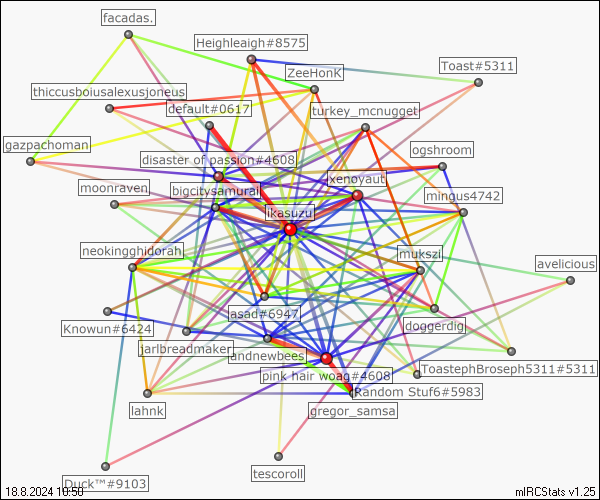 facadas.
Heighleaigh#8575
Toast#5311
ZeeHonK
thiccusboiusalexusjoneus
default#0617
turkey_mcnugget
gazpachoman
ogshroom
disaster of passion#4608
xenoyaut
moonraven
bigcitysamurai
mingus4742
ikasuzu
neokingghidorah
mukszi
avelicious
asad#6947
Knowun#6424
doggerdig
jarlbreadmaker
andnewbees
ToastephBroseph5311#5311
pink hair woag#4608
Random Stuf6#5983
lahnk
gregor_samsa
tescoroll
Duck™#9103
18.8.2024 10:50
mIRCStats v1.25